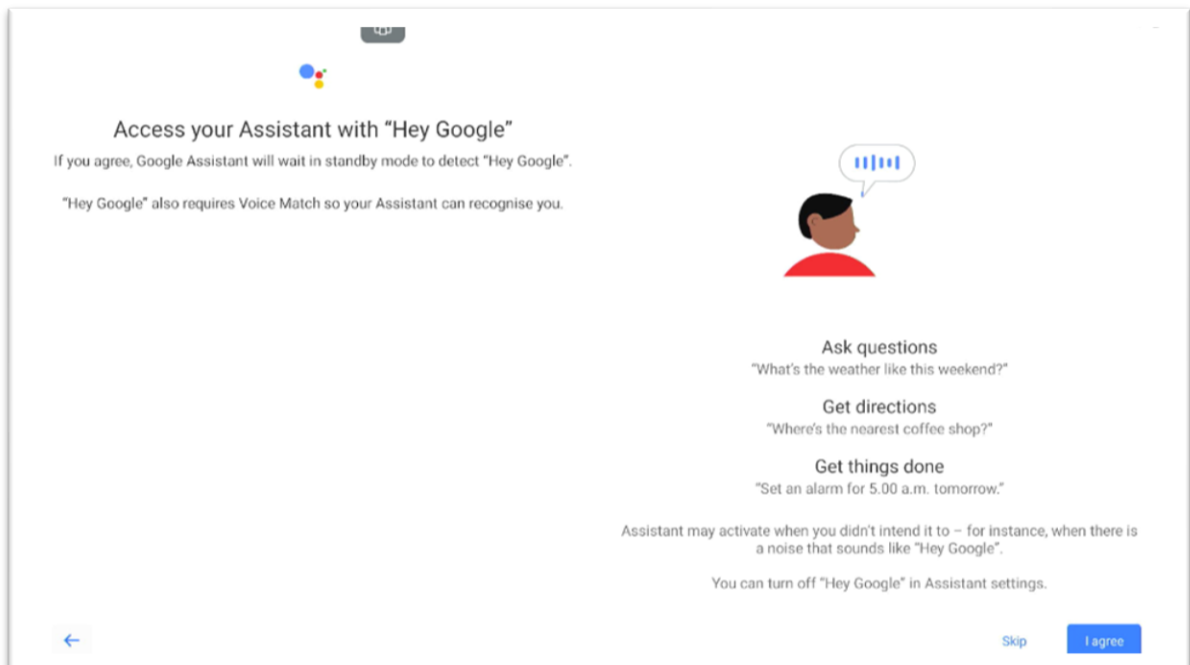 Access your Assistant with “Hey Google”
If you agree, Google Assistant will wait in standby mode to detect “Hey Google”.
“Hey Google” also requires Voice Match so your Assistant can recognise you.
Ask questions
“What's the weather like this weekend?”
Get directions
“Where's the nearest coffee shop?”
Get things done
“Set an alarm for 5.00 a.m. tomorrow.”
Assistant may activate when you didn't intend it to – for instance, when there is
a noise that sounds like “Hey Google”.
You can turn off “Hey Google” in Assistant settings.
Skip
I agree